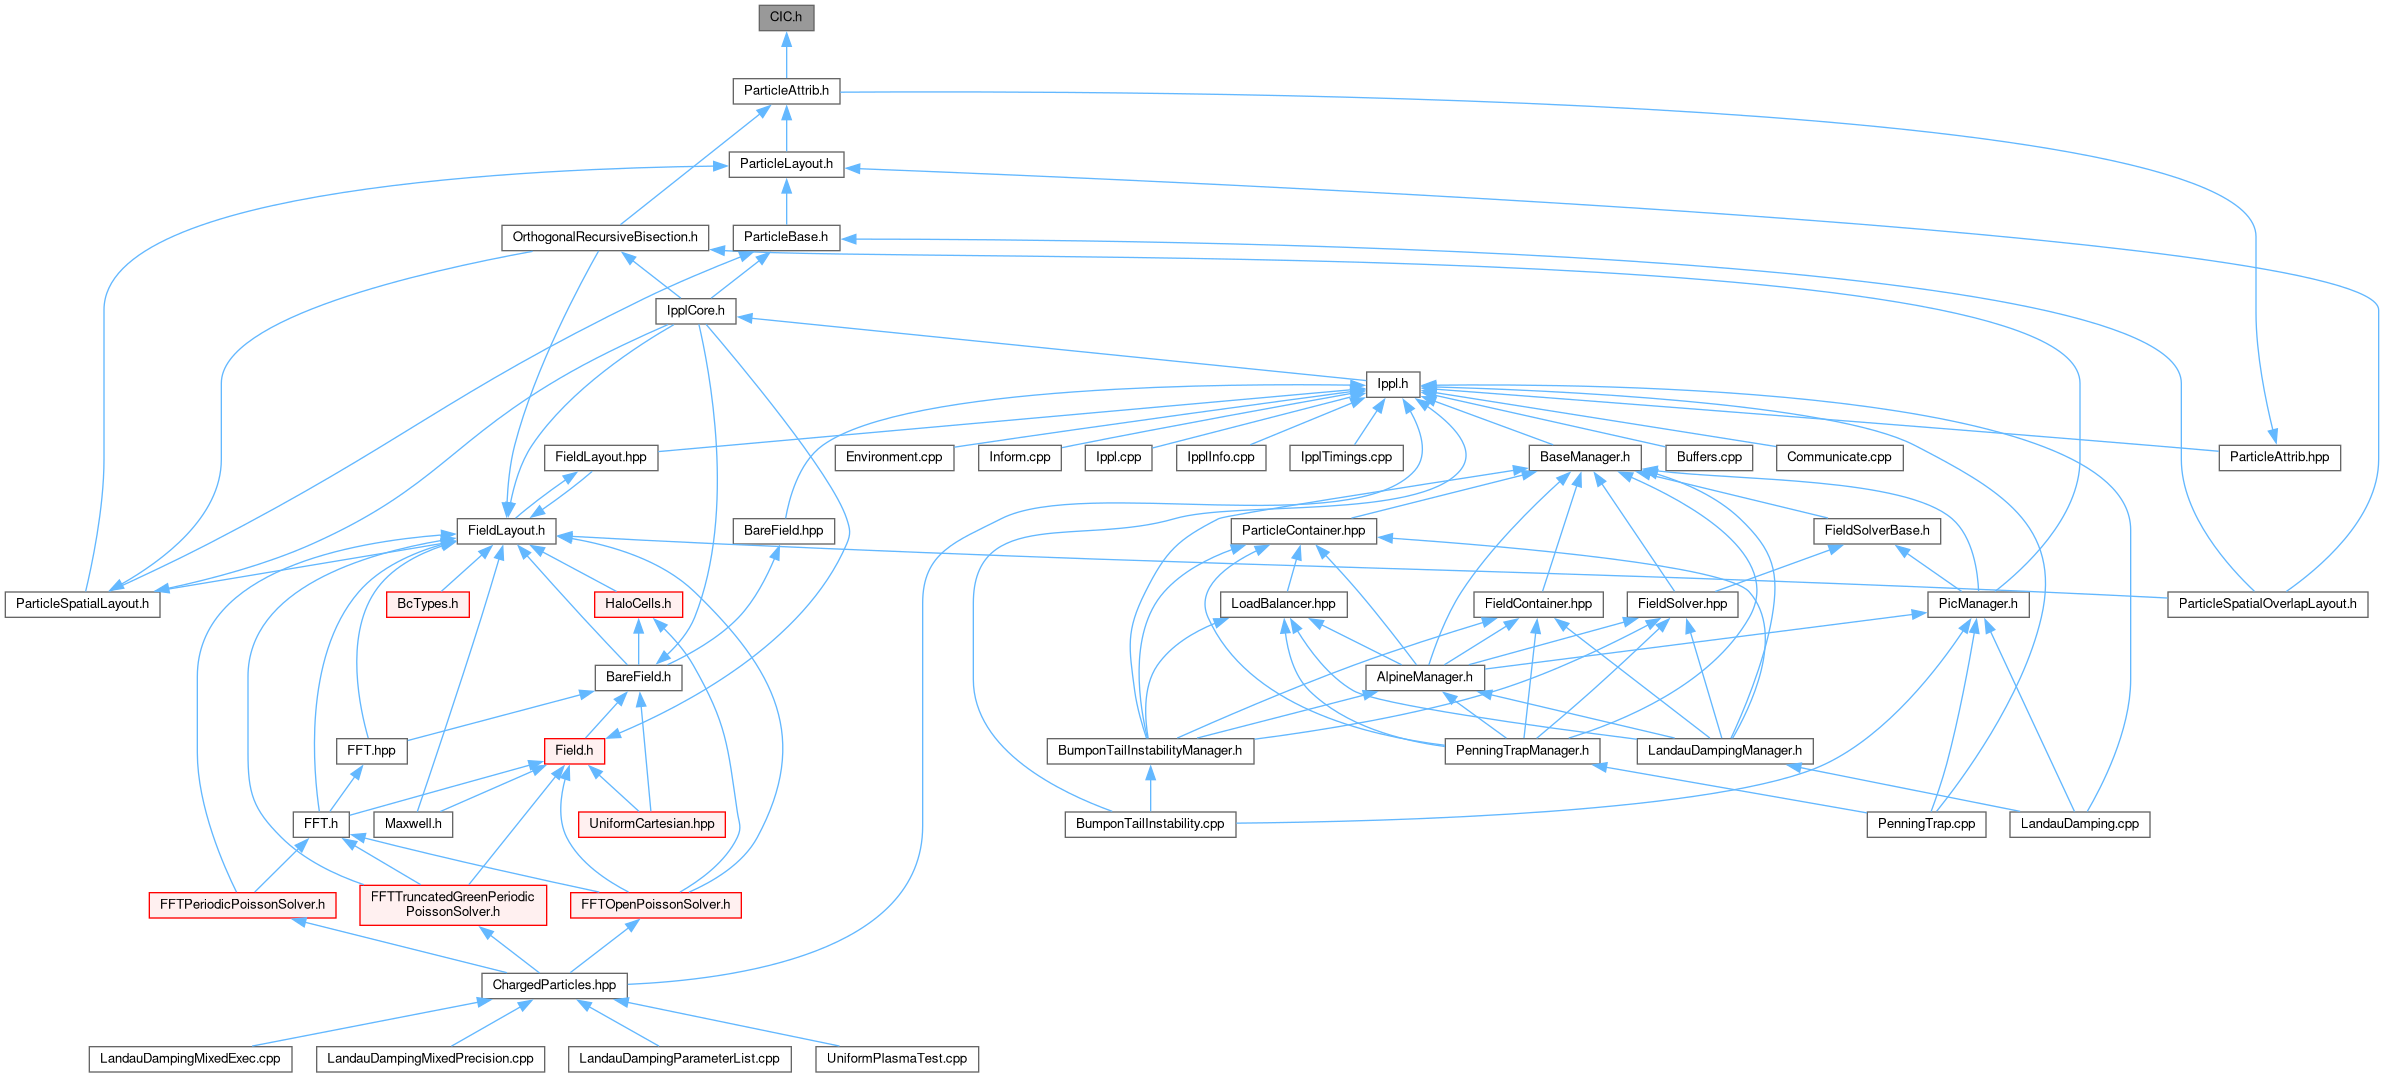 CIC.h
ParticleAttrib.h
ParticleLayout.h
OrthogonalRecursiveBisection.h
ParticleBase.h
IpplCore.h
Ippl.h
FieldLayout.hpp
Environment.cpp
Inform.cpp
Ippl.cpp
IpplInfo.cpp
IpplTimings.cpp
BaseManager.h
Buffers.cpp
Communicate.cpp
ParticleAttrib.hpp
FieldLayout.h
BareField.hpp
ParticleContainer.hpp
FieldSolverBase.h
ParticleSpatialLayout.h
BcTypes.h
HaloCells.h
LoadBalancer.hpp
FieldContainer.hpp
FieldSolver.hpp
PicManager.h
ParticleSpatialOverlapLayout.h
BareField.h
AlpineManager.h
FFT.hpp
Field.h
BumponTailInstabilityManager.h
PenningTrapManager.h
LandauDampingManager.h
FFT.h
Maxwell.h
UniformCartesian.hpp
BumponTailInstability.cpp
PenningTrap.cpp
LandauDamping.cpp
FFTPeriodicPoissonSolver.h
FFTTruncatedGreenPeriodic
PoissonSolver.h
FFTOpenPoissonSolver.h
ChargedParticles.hpp
LandauDampingMixedExec.cpp
LandauDampingMixedPrecision.cpp
LandauDampingParameterList.cpp
UniformPlasmaTest.cpp